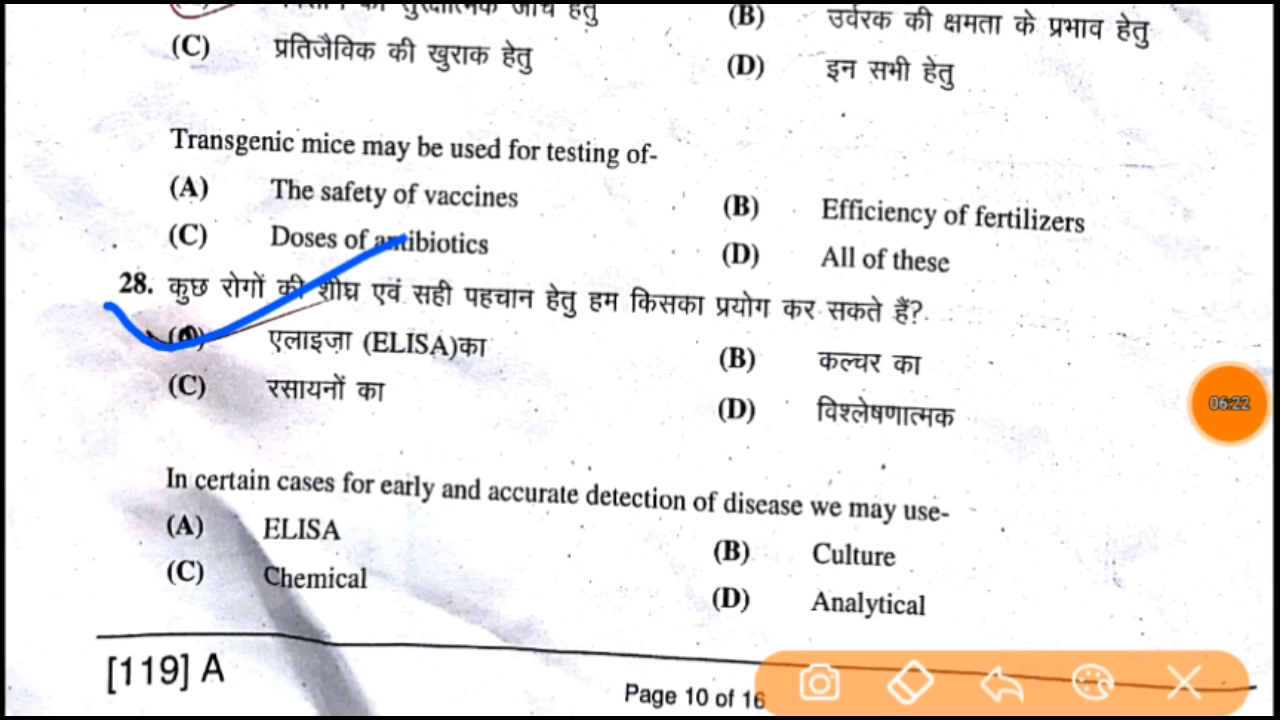 जांच हेतु
(B) उर्वरक की क्षमता के प्रभाव हेतु
(C) प्रतिजैविक की खुराक हेतु
(D) इन सभी हेतु
Transgenic mice may be used for testing of-
(A) The safety of vaccines
(B) Efficiency of fertilizers
(C) Doses of antibiotics
(D) All of these
28. कुछ रोगों की शीघ्र एवं सही पहचान हेतु हम किसका प्रयोग कर सकते हैं?
एलाइज़ा (ELISA)का
(B) कल्चर का
(C) रसायनों का
(D) विश्लेषणात्मक
In certain cases for early and accurate detection of disease we may use-
(A) ELISA
(B) Culture
(C) Chemical
(D) Analytical
[119] A
Page 10 of 16
06:22